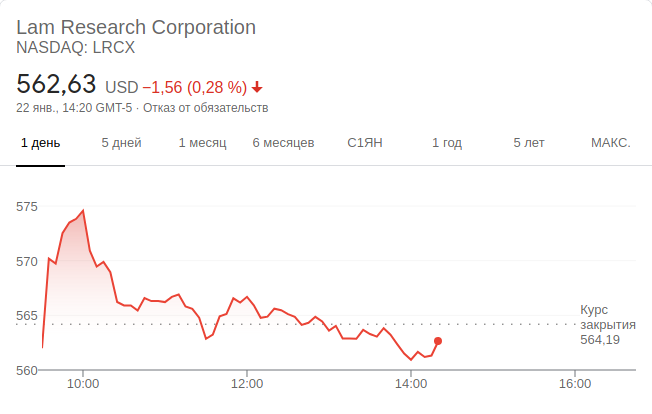 Lam Research Corporation
NASDAQ: LRCX
562,63 USD −1,56 (0,28 %)
22 янв., 14:20 GMT-5 · Отказ от обязательств
1 день 5 дней 1 месяц 6 месяцев С1ЯН 1 год 5 лет МАКС.
575
570
565
560
Курс
закрытия
564,19
10:00 12:00 14:00 16:00